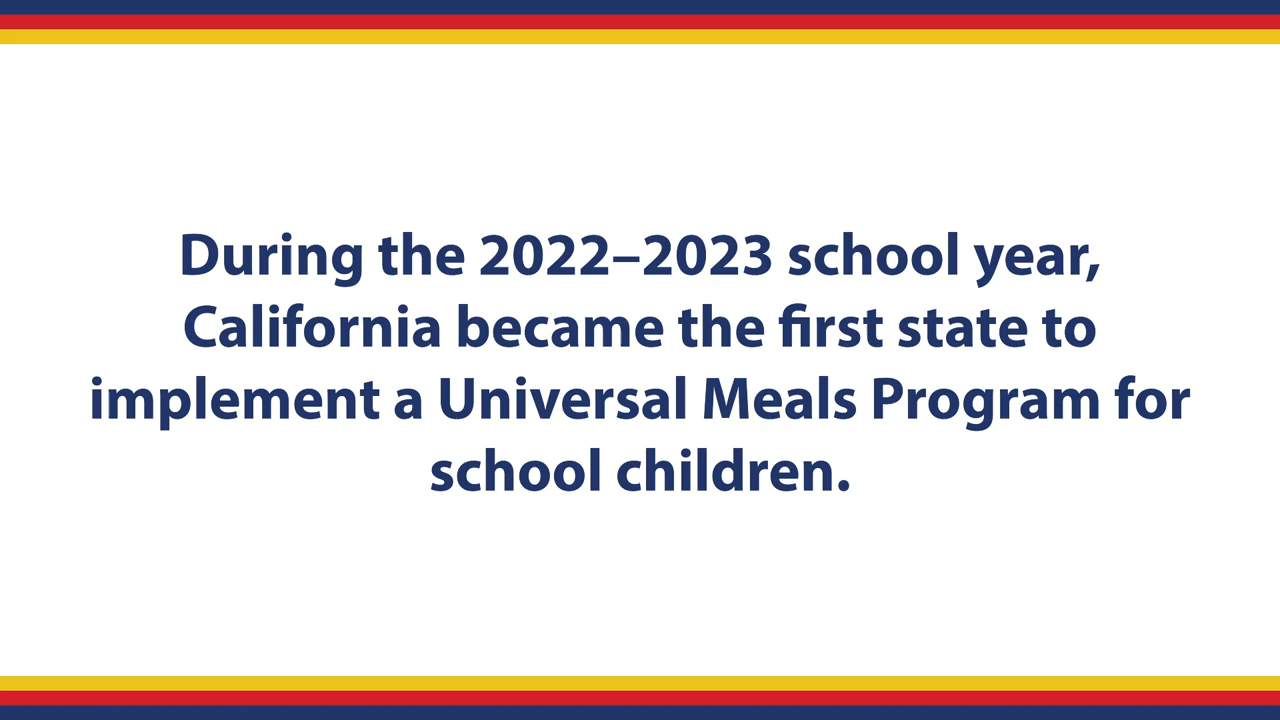 During the 2022–2023 school year,
California became the first state to
implement a Universal Meals Program for
school children.